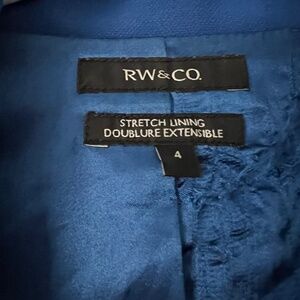 RW&CO.
STRETCH LINING
DOUBLURE EXTENSIBLE
4